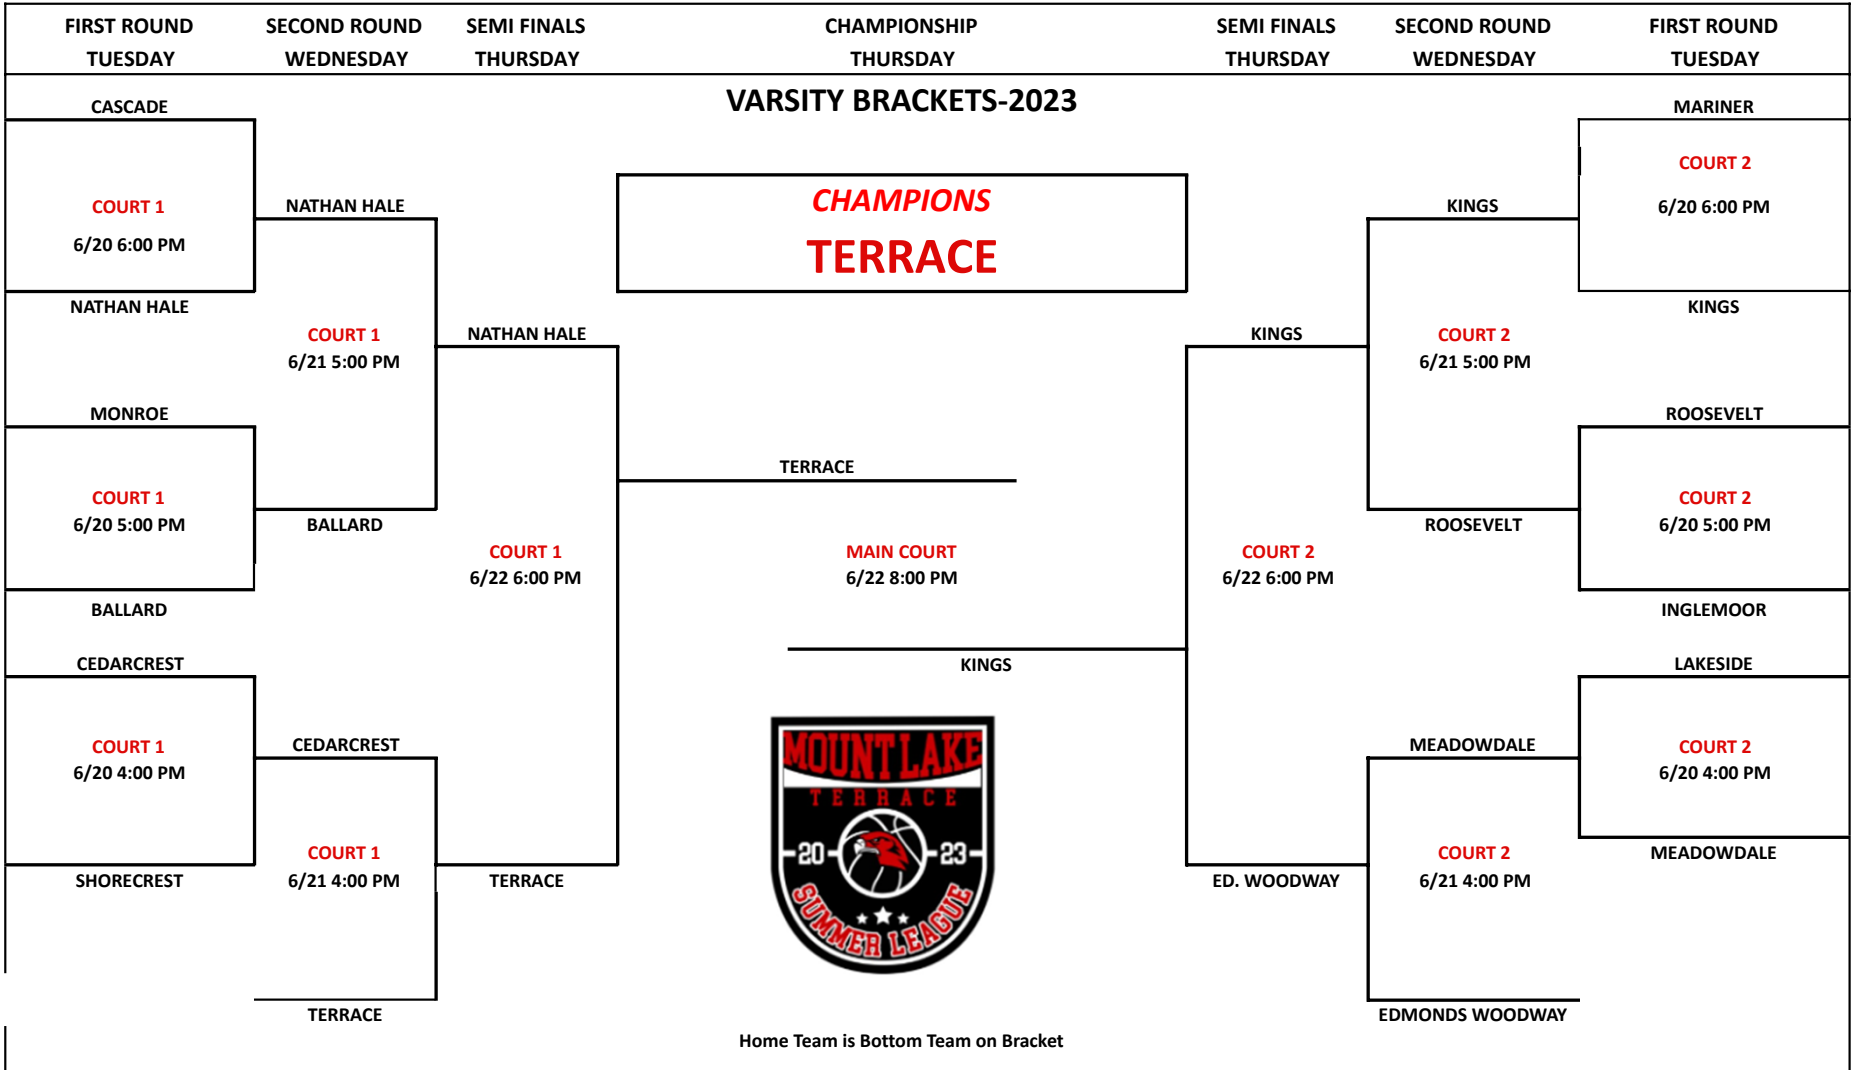 FIRST ROUND SECOND ROUND SEMI FINALS CHAMPIONSHIP SEMI FINALS SECOND ROUND FIRST ROUND
TUESDAY WEDNESDAY THURSDAY THURSDAY THURSDAY WEDNESDAY TUESDAY
VARSITY BRACKETS-2023
CASCADE MARINER
COURT 2
CHAMPIONS
COURT 1 NATHAN HALE KINGS 6/20 6:00 PM
6/20 6:00 PM TERRACE
NATHAN HALE KINGS
COURT 1 NATHAN HALE KINGS COURT 2
6/21 5:00 PM 6/21 5:00 PM
MONROE ROOSEVELT
TERRACE
COURT 1 COURT 2
6/20 5:00 PM BALLARD ROOSEVELT 6/20 5:00 PM
COURT 1 MAIN COURT COURT 2
6/22 6:00 PM 6/22 8:00 PM 6/22 6:00 PM
BALLARD INGLEMOOR
CEDARCREST KINGS LAKESIDE
COURT 1 CEDARCREST MEADOWDALE COURT 2
6/20 4:00 PM 6/20 4:00 PM
MOUNTLAKE
TERRACE
COURT 1 20 23 COURT 2
SHORECREST 6/21 4:00 PM TERRACE ED. WOODWAY 6/21 4:00 PM MEADOWDALE
SUMMER LEAGUE
TERRACE EDMONDS WOODWAY
Home Team is Bottom Team on Bracket